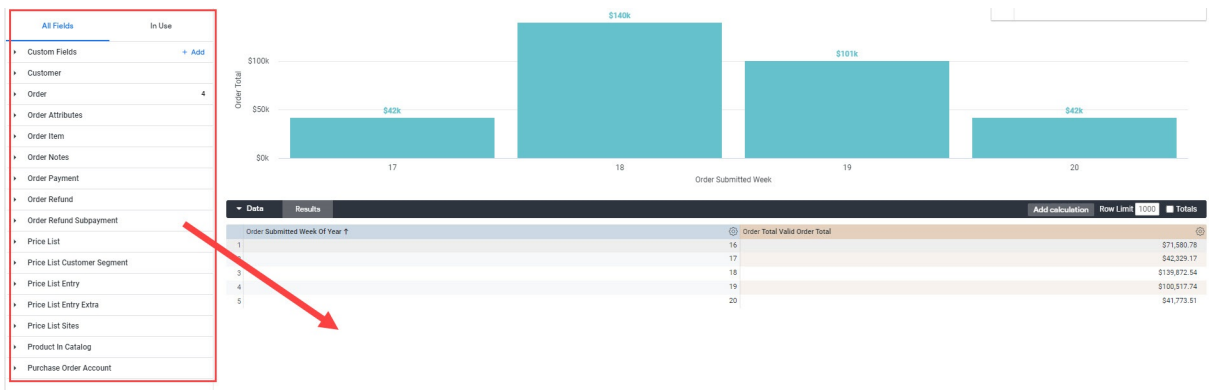 All Fields In Use
Custom Fields + Add
Customer
Order 4
Order Attributes
Order Item
Order Notes
Order Payment
Order Refund
Order Refund Subpayment
Price List
Price List Customer Segment
Price List Entry
Price List Entry Extra
Price List Sites
Product In Catalog
Purchase Order Account
$140k
$101k
$100k
Order Total
$50k
$42k
$42k
$0k
17 18 19 20
Order Submitted Week
Data Results Add calculation Row Limit 1000 Totals
Order Submitted Week Of Year ↑ Order Total Valid Order Total
1 16 $71,580.78
17 $42,329.17
3 18 $139,872.54
4 19 $100,517.74
5 20 $41,773.51